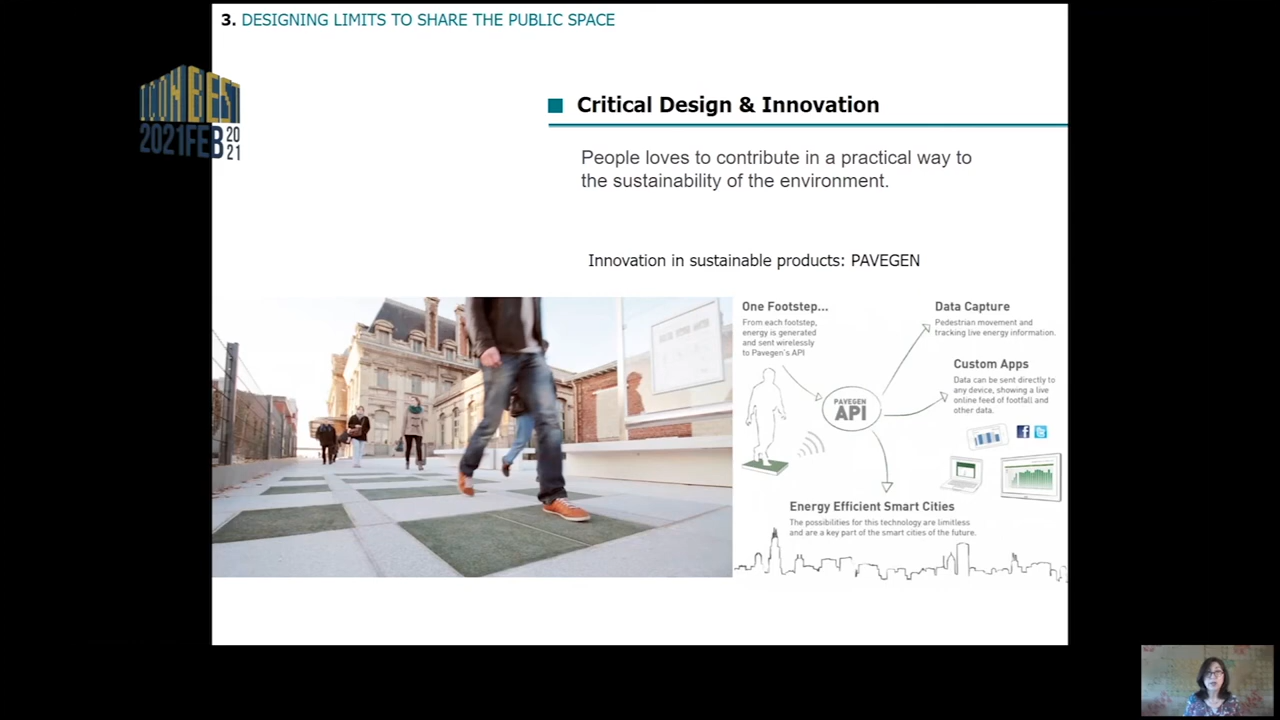 3. DESIGNING LIMITS TO SHARE THE PUBLIC SPACE
ICONBEST
2021FEB 20
21
Critical Design & Innovation
People loves to contribute in a practical way to
the sustainability of the environment.
Innovation in sustainable products: PAVEGEN
One Footstep...
From each footstep,
energy is generated
and sent wirelessly
to Pavegen's API
PAVEGEN
API
Data Capture
Pedestrian movement and
tracking live energy information.
Custom Apps
Data can be sent directly to
any device, showing a live
online feed of footfall and
other data.
Energy Efficient Smart Cities
The possibilities for this technology are limitless
and are a key part of the smart cities of the future.